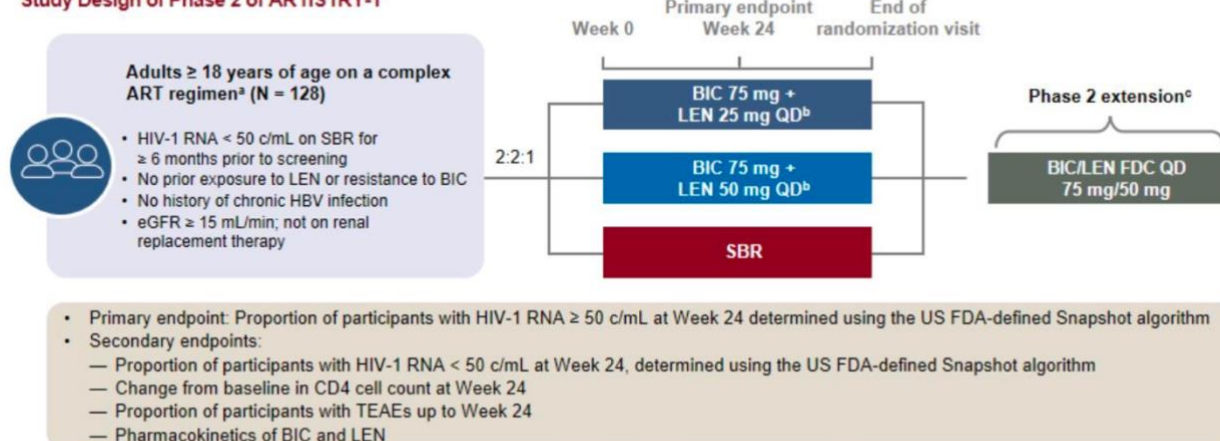 Study Design of Phase 2 of ARTISTRY-1
Primary endpoint
End of
Week 0
Week 24
randomization visit
Adults ≥ 18 years of age on a complex
ART regimenᵃ (N = 128)
• HIV-1 RNA < 50 c/mL on SBR for
≥ 6 months prior to screening
• No prior exposure to LEN or resistance to BIC
• No history of chronic HBV infection
• eGFR ≥ 15 mL/min; not on renal
replacement therapy
2:2:1
BIC 75 mg +
LEN 25 mg QDᵇ
BIC 75 mg +
LEN 50 mg QDᵇ
SBR
Phase 2 extensionᶜ
BIC/LEN FDC QD
75 mg/50 mg
• Primary endpoint: Proportion of participants with HIV-1 RNA ≥ 50 c/mL at Week 24 determined using the US FDA-defined Snapshot algorithm
• Secondary endpoints:
— Proportion of participants with HIV-1 RNA < 50 c/mL at Week 24, determined using the US FDA-defined Snapshot algorithm
— Change from baseline in CD4 cell count at Week 24
— Proportion of participants with TEAEs up to Week 24
— Pharmacokinetics of BIC and LEN